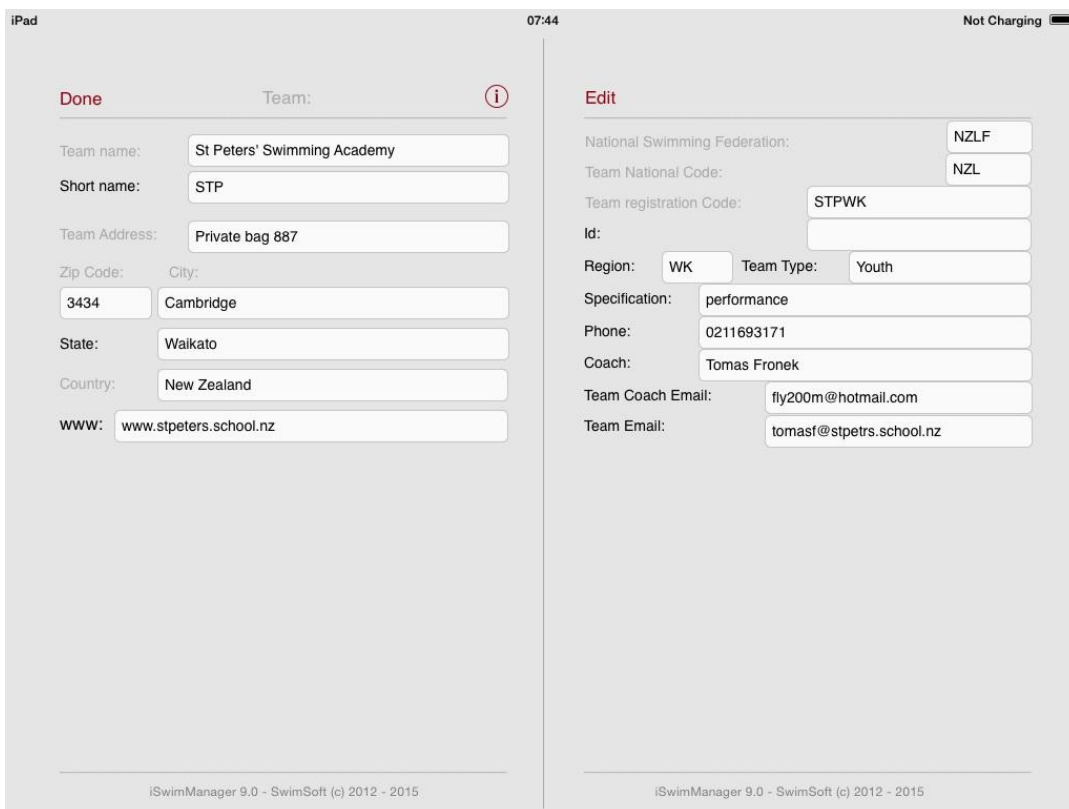 iPad 07:44 Not Charging
Done Team: i
Team name: St Peters' Swimming Academy
Short name: STP
Team Address: Private bag 887
Zip Code: City:
3434 Cambridge
State: Waikato
Country: New Zealand
www: www.stpeters.school.nz
iSwimManager 9.0 - SwimSoft (c) 2012 - 2015
Edit
National Swimming Federation: NZLF
Team National Code: NZL
Team registration Code: STPWK
Id:
Region: WK Team Type: Youth
Specification: performance
Phone: 0211693171
Coach: Tomas Fronek
Team Coach Email: fly200m@hotmail.com
Team Email: tomasf@stpetrs.school.nz
iSwimManager 9.0 - SwimSoft (c) 2012 - 2015